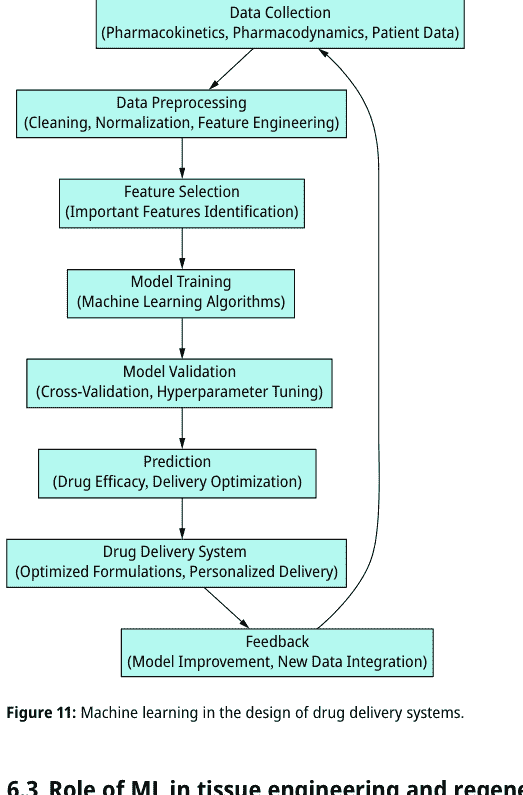 Data Collection
(Pharmacokinetics, Pharmacodynamics, Patient Data)
Data Preprocessing
(Cleaning, Normalization, Feature Engineering)
Feature Selection
(Important Features Identification)
Model Training
(Machine Learning Algorithms)
Model Validation
(Cross-Validation, Hyperparameter Tuning)
Prediction
(Drug Efficacy, Delivery Optimization)
Drug Delivery System
(Optimized Formulations, Personalized Delivery)
Feedback
(Model Improvement, New Data Integration)
Figure 11: Machine learning in the design of drug delivery systems.
6.3 Role of ML in tissue engineering and